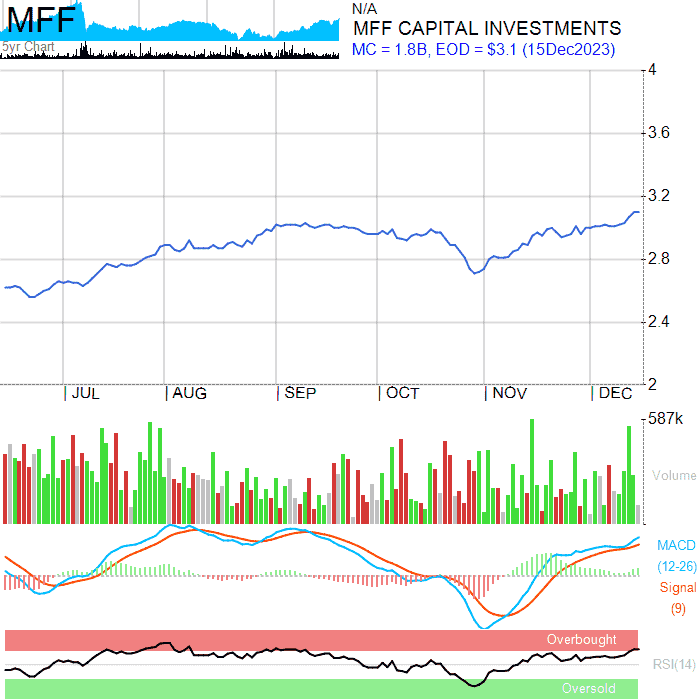 MFF
5yr Chart
N/A
MFF CAPITAL INVESTMENTS
MC = 1.8B, EOD = $3.1 (15Dec2023)
4
3.6
3.2
2.8
2.4
2
JUL AUG SEP OCT NOV DEC
587k
Volume
MACD
(12-26)
Signal
(9)
Overbought
RSI(14)
Oversold